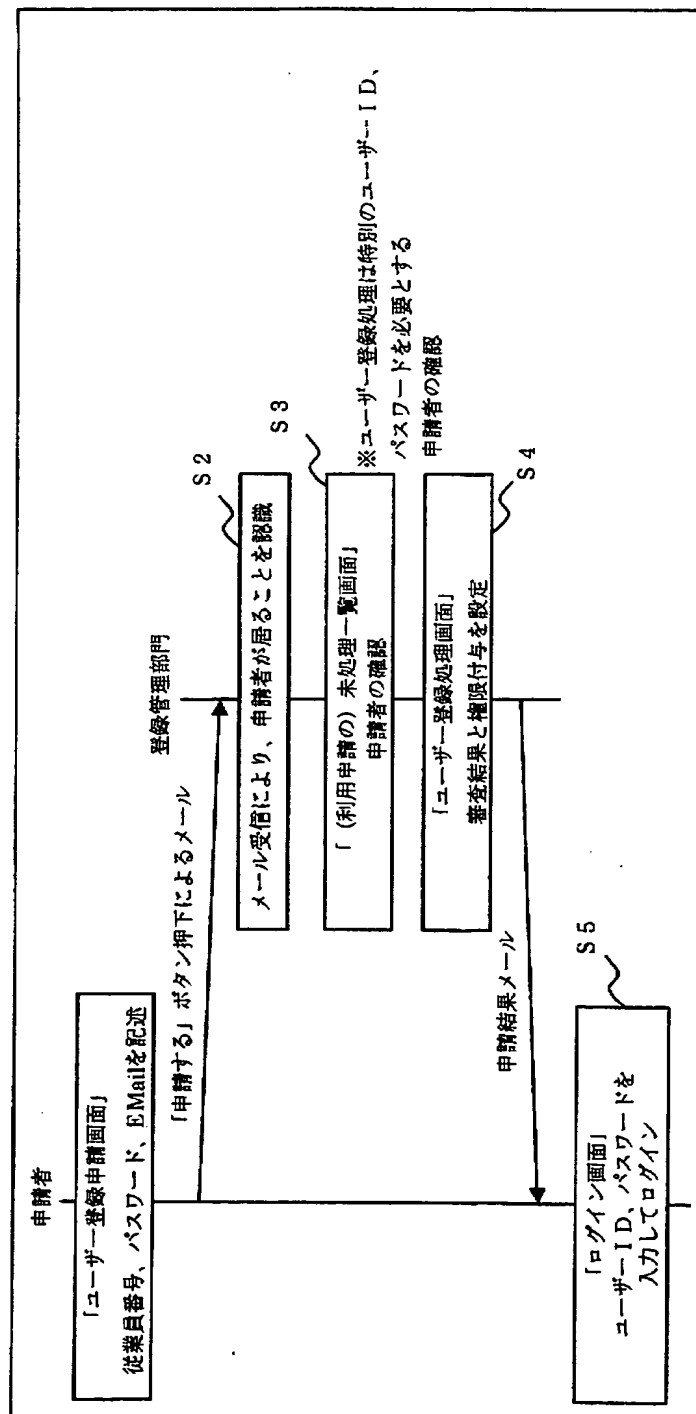 申請者
「ユーザー登録申請画面」
従業員番号、パスワード、EMailを記述
「申請する」ボタン押下によるメール
登録管理部門
S2
メール受信により、申請者が居ることを認識
S3
「(利用申請の)未処理一覧画面」
申請者の確認
※ユーザー登録処理は特別のユーザーID、
パスワードを必要とする
申請者の確認
S4
「ユーザー登録処理画面」
審査結果と権限付与を設定
申請結果メール
S5
「ログイン画面」
ユーザーID、パスワードを
入力してログイン